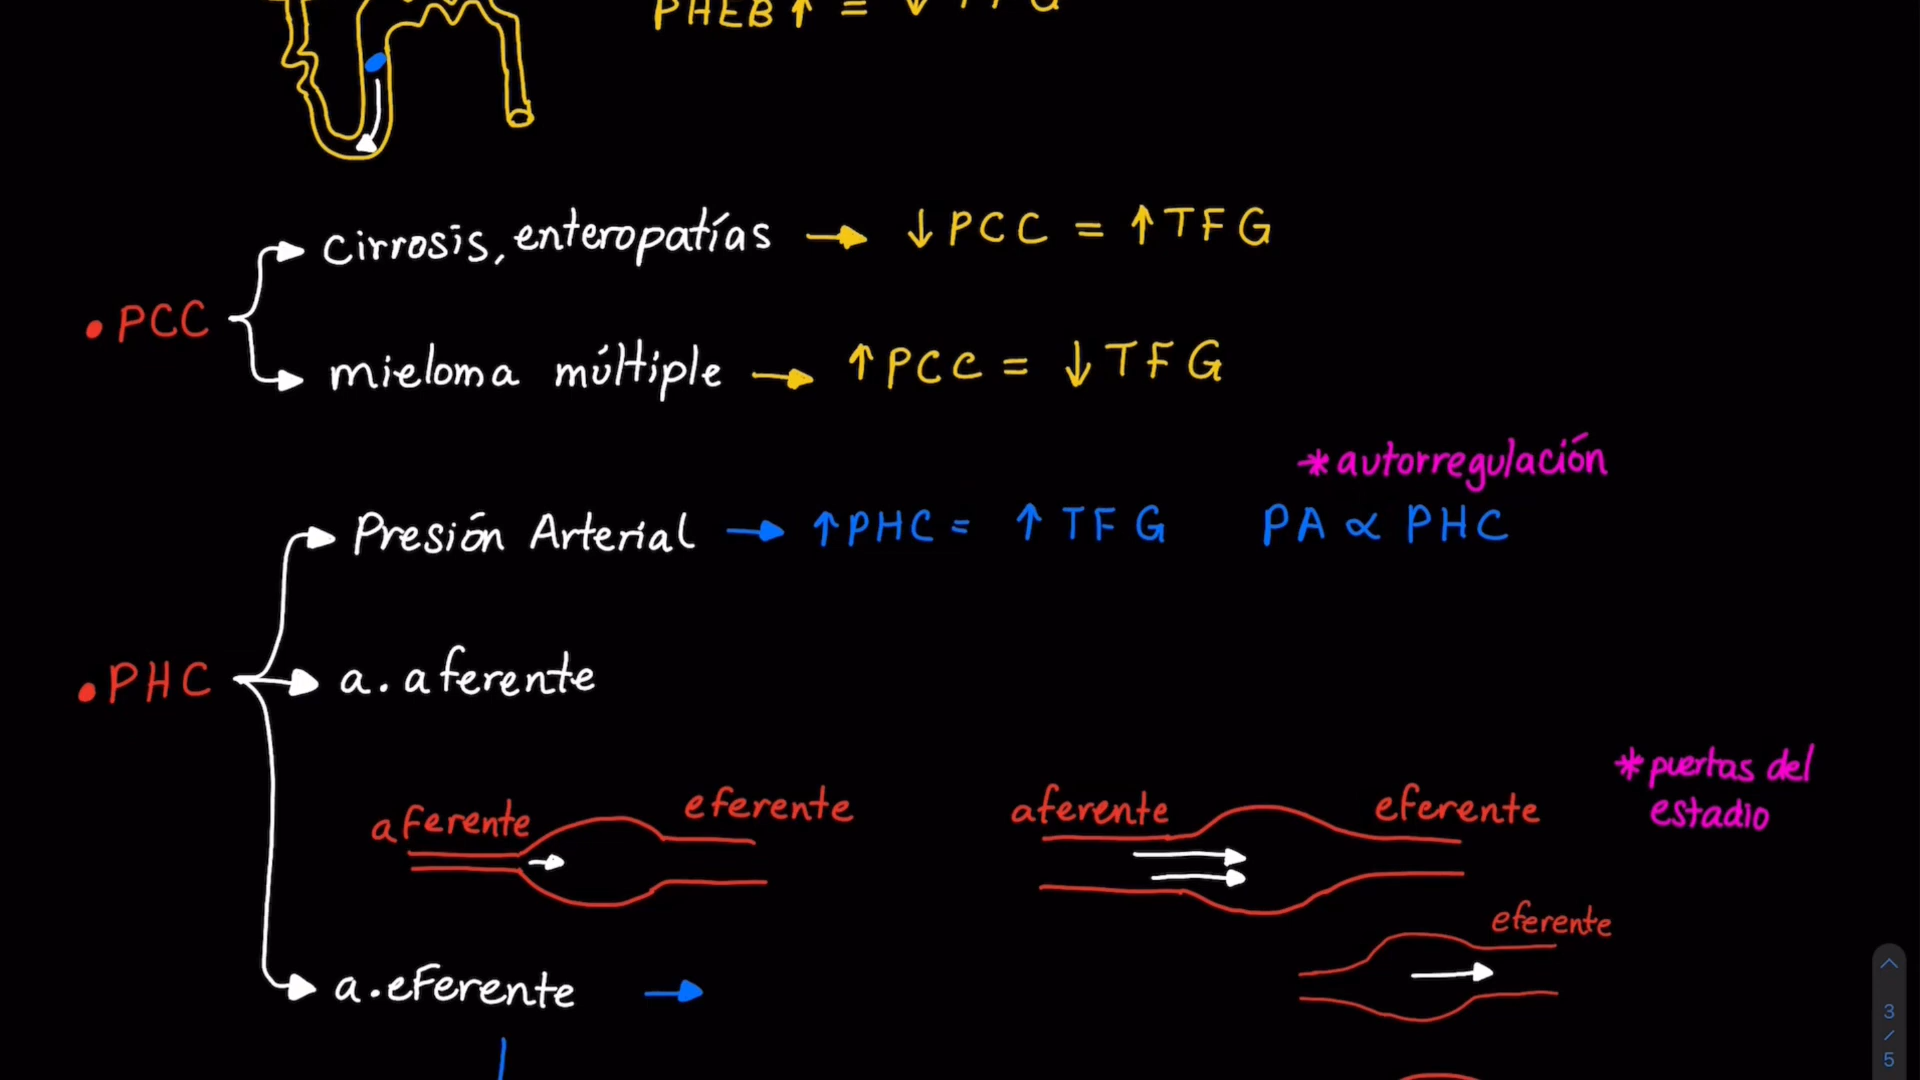 PHEB ↑ = ↓ TFG
cirrosis, enteropatías → ↓ PCC = ↑ TFG
• PCC
mieloma múltiple → ↑ PCC = ↓ TFG
* autorregulación
Presión Arterial → ↑ PHC = ↑ TFG PA ∝ PHC
• PHC
a. aferente
* puertas del
estadio
aferente eferente aferente eferente
eferente
a. eferente →
3
/
5